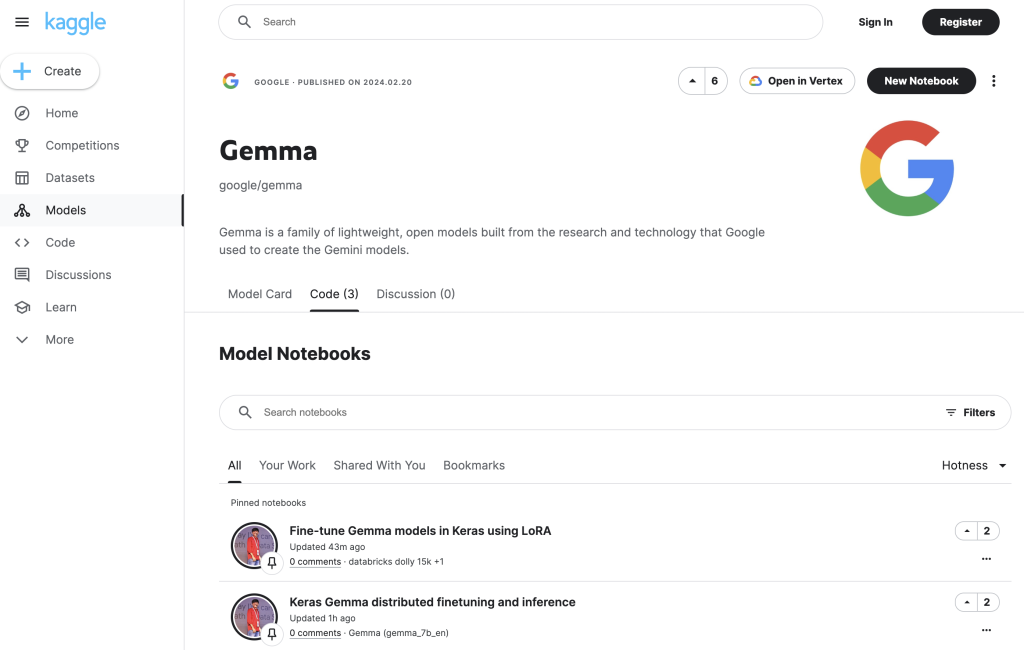 kaggle
Search
Sign In
Register
Create
Home
Competitions
Datasets
Models
Code
Discussions
Learn
More
GOOGLE · PUBLISHED ON 2024.02.20
6
Open in Vertex
New Notebook
Gemma
google/gemma
Gemma is a family of lightweight, open models built from the research and technology that Google
used to create the Gemini models.
Model Card
Code (3)
Discussion (0)
Model Notebooks
Search notebooks
Filters
All
Your Work
Shared With You
Bookmarks
Hotness
Pinned notebooks
Fine-tune Gemma models in Keras using LoRA
2
Updated 43m ago
0 comments · databricks dolly 15k +1
Keras Gemma distributed finetuning and inference
2
Updated 1h ago
0 comments · Gemma (gemma_7b_en)